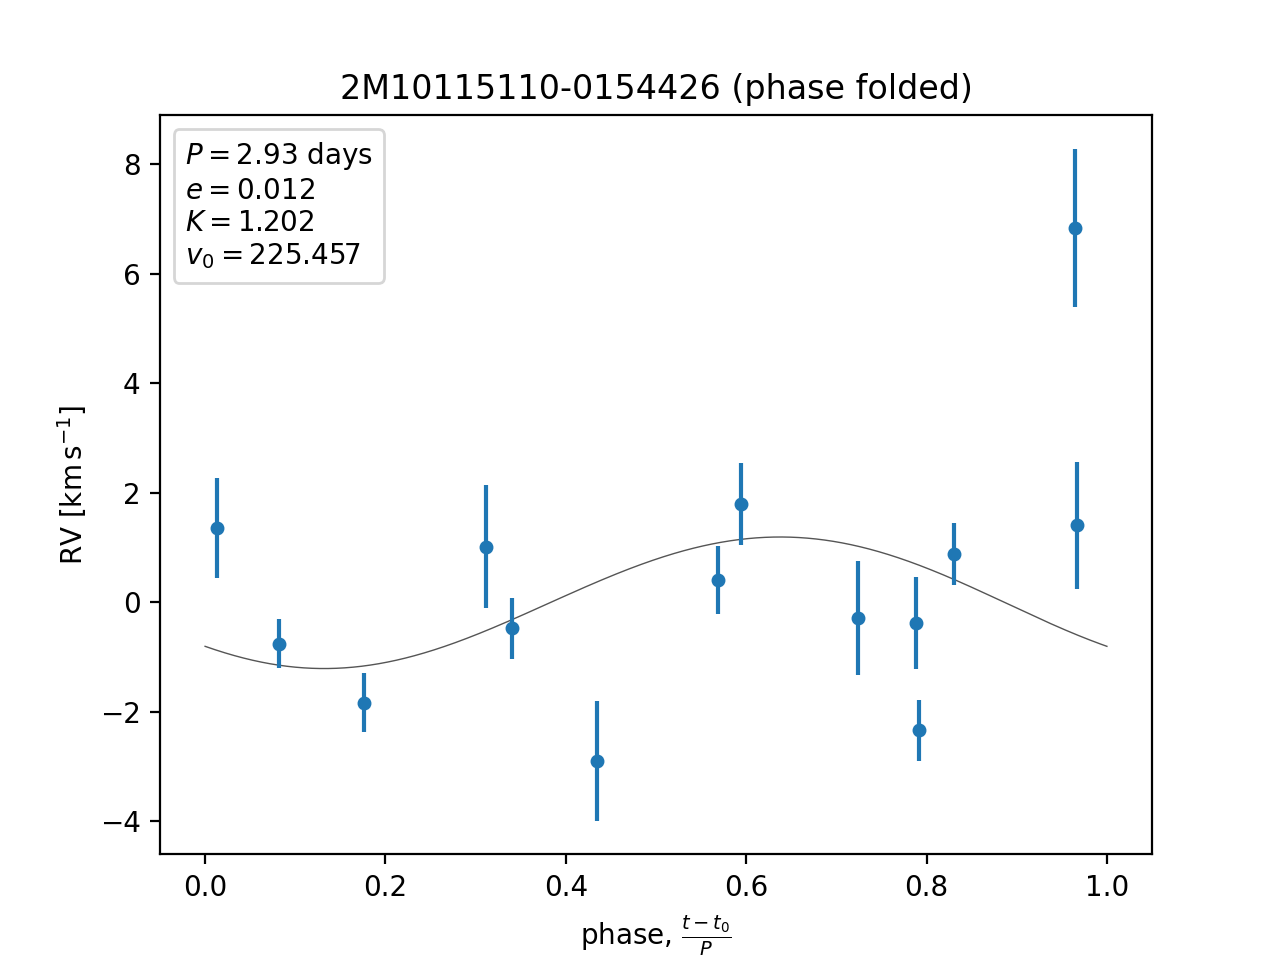 2M10115110-0154426 (phase folded)
P = 2.93 days
e = 0.012
K = 1.202
v₀ = 225.457
8
6
4
2
0
−2
−4
RV [km s⁻¹]
0.0 0.2 0.4 0.6 0.8 1.0
phase, (t − t₀)/P